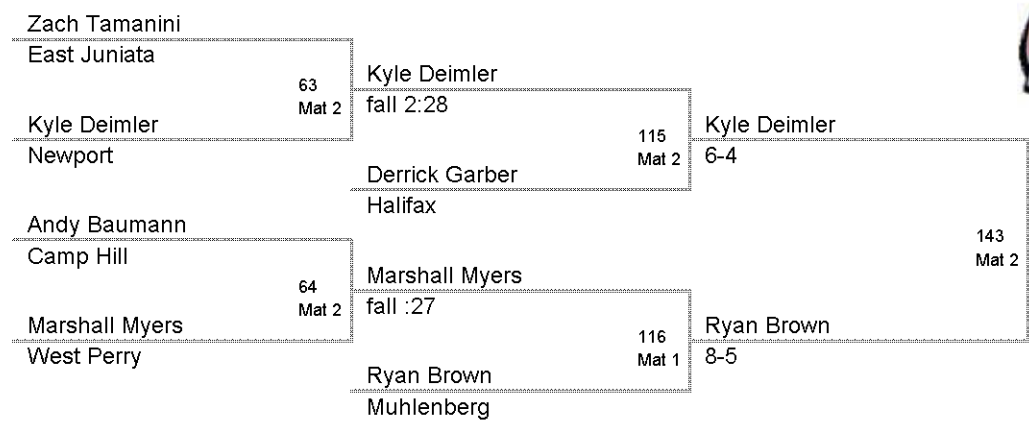 Zach Tamanini
East Juniata
63
Mat 2
Kyle Deimler
Newport
Kyle Deimler
fall 2:28
115
Mat 2
Derrick Garber
Halifax
Kyle Deimler
6-4
Andy Baumann
Camp Hill
64
Mat 2
Marshall Myers
West Perry
Marshall Myers
fall :27
116
Mat 1
Ryan Brown
Muhlenberg
Ryan Brown
8-5
143
Mat 2